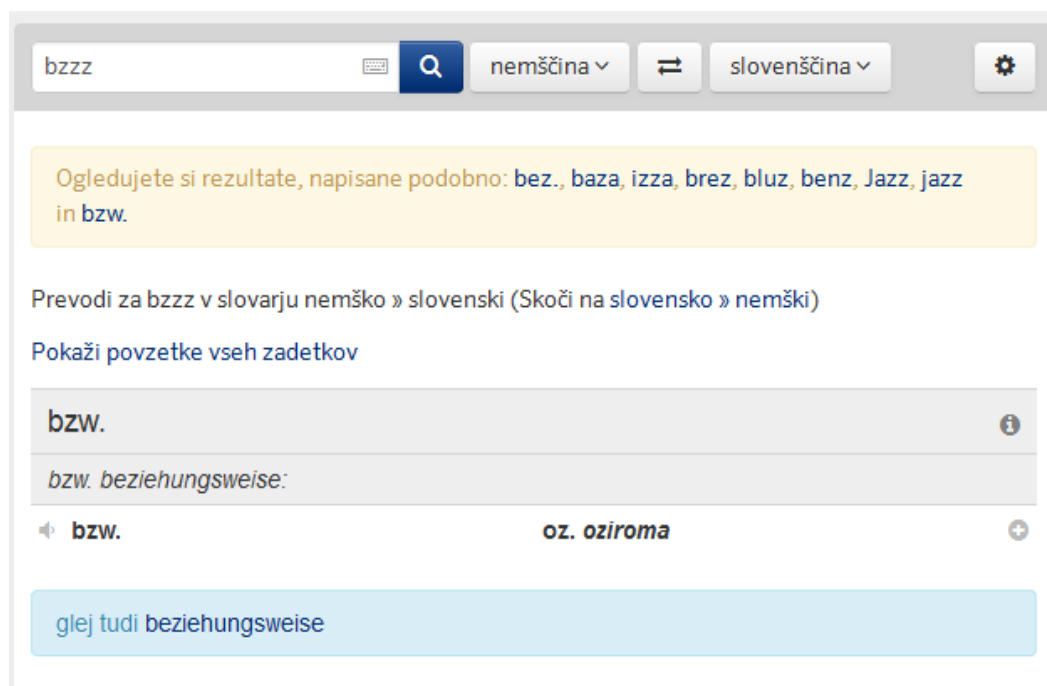 bzzz nemščina slovenščina
Ogledujete si rezultate, napisane podobno: bez., baza, izza, brez, bluz, benz, Jazz, jazz
in bzw.
Prevodi za bzzz v slovarju nemško » slovenski (Skoči na slovensko » nemški)
Pokaži povzetke vseh zadetkov
bzw.
bzw. beziehungsweise:
bzw. oz. oziroma
glej tudi beziehungsweise